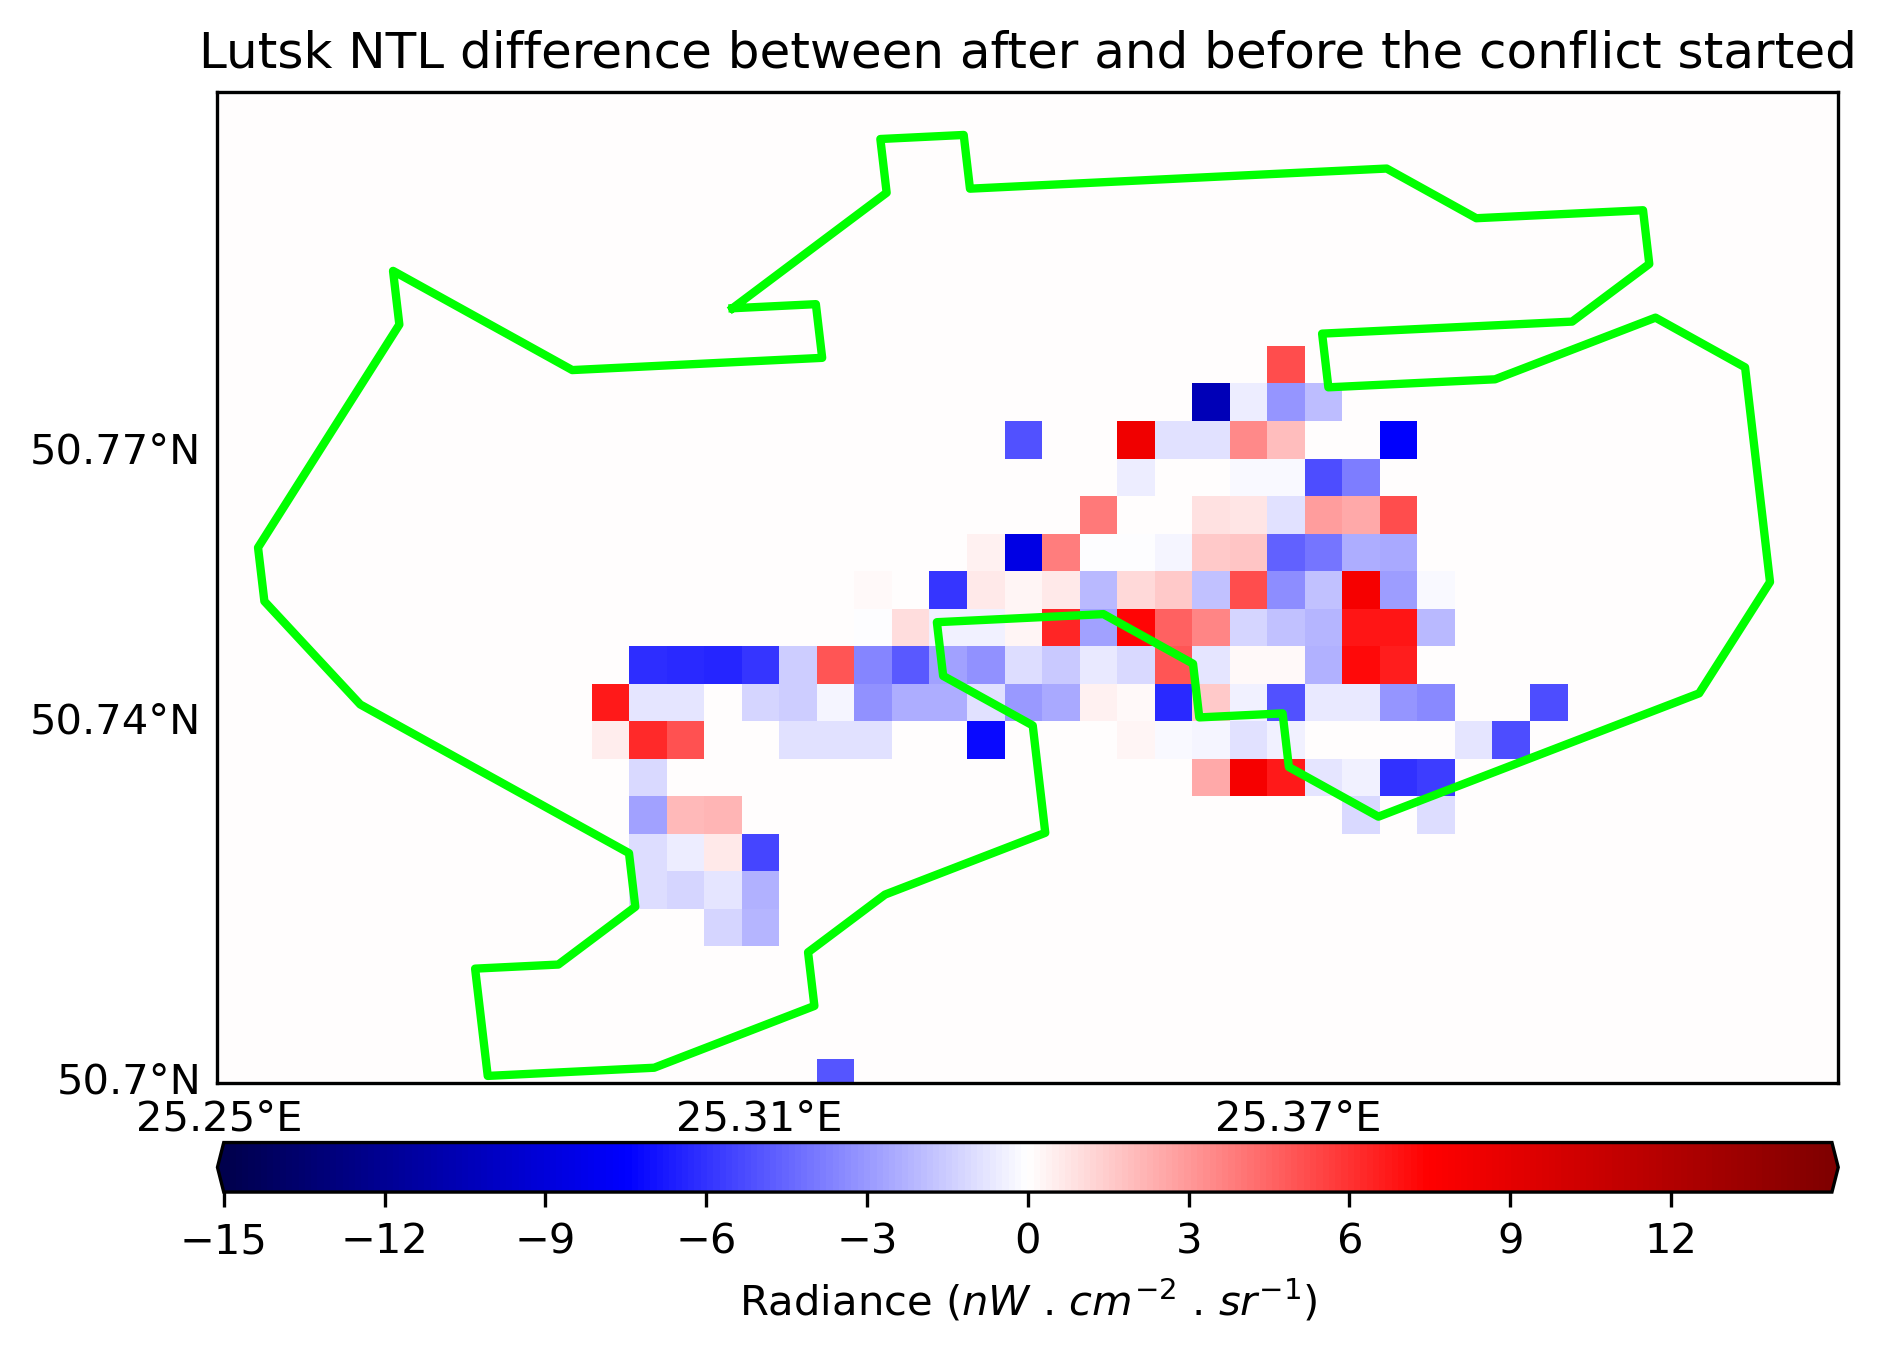 Lutsk NTL difference between after and before the conflict started
50.77°N
50.74°N
50.7°N
25.25°E 25.31°E 25.37°E
−15 −12 −9 −6 −3 0 3 6 9 12
Radiance (nW . cm⁻² . sr⁻¹)